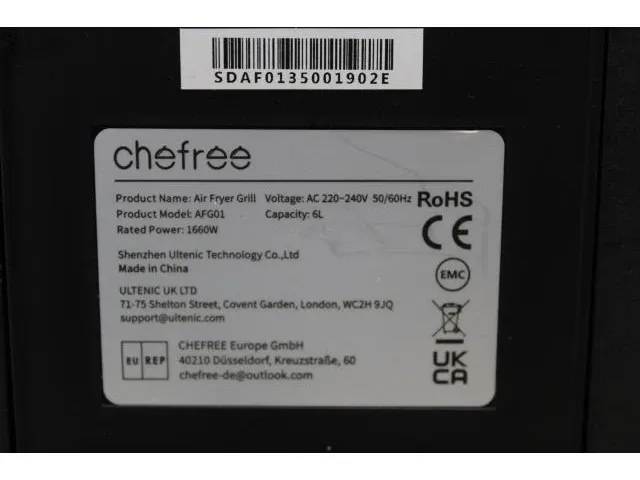 SDAF0135001902E
chefree
Product Name: Air Fryer Grill Voltage: AC 220~240V 50/60Hz
Product Model: AFG01 Capacity: 6L
Rated Power: 1660W
RoHS
CE
Shenzhen Ultenic Technology Co.,Ltd
Made in China
EMC
ULTENIC UK LTD
71-75 Shelton Street, Covent Garden, London, WC2H 9JQ
support@ultenic.com
EU REP
CHEFREE Europe GmbH
40210 Düsseldorf, Kreuzstraße, 60
chefree-de@outlook.com
UK
CA